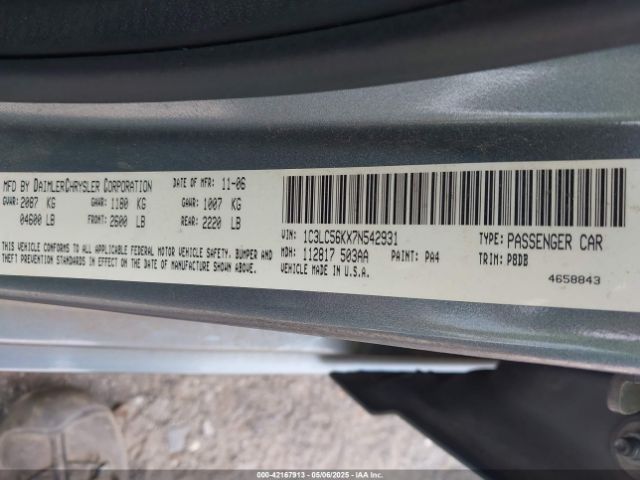 MFD BY DAIMLERCHRYSLER CORPORATION DATE OF MFR: 11-06
GVWR: 2087 KG GAWR: 1180 KG GAWR: 1007 KG
04600 LB FRONT: 2600 LB REAR: 2220 LB
THIS VEHICLE CONFORMS TO ALL APPLICABLE FEDERAL MOTOR VEHICLE SAFETY, BUMPER AND
THEFT PREVENTION STANDARDS IN EFFECT ON THE DATE OF MANUFACTURE SHOWN ABOVE.
VIN: 1C3LC56KX7N542931 TYPE: PASSENGER CAR
MDH: 112817 503AA PAINT: PA4 TRIM: P8DB
VEHICLE MADE IN U.S.A.
4658843
000-42167913 - 05/06/2025 - IAAI.COM